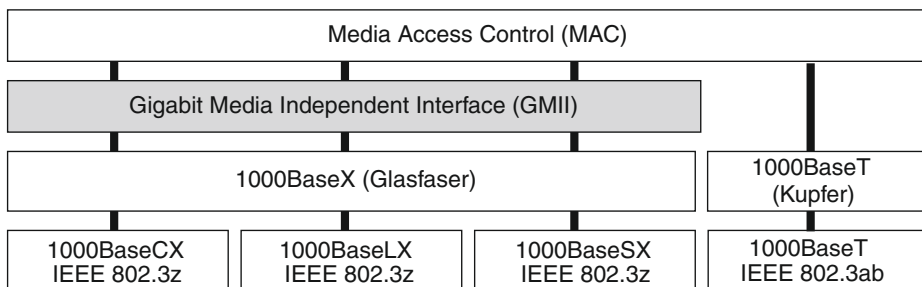 Media Access Control (MAC)
Gigabit Media Independent Interface (GMII)
1000BaseX (Glasfaser)
1000BaseT
(Kupfer)
1000BaseCX
IEEE 802.3z
1000BaseLX
IEEE 802.3z
1000BaseSX
IEEE 802.3z
1000BaseT
IEEE 802.3ab